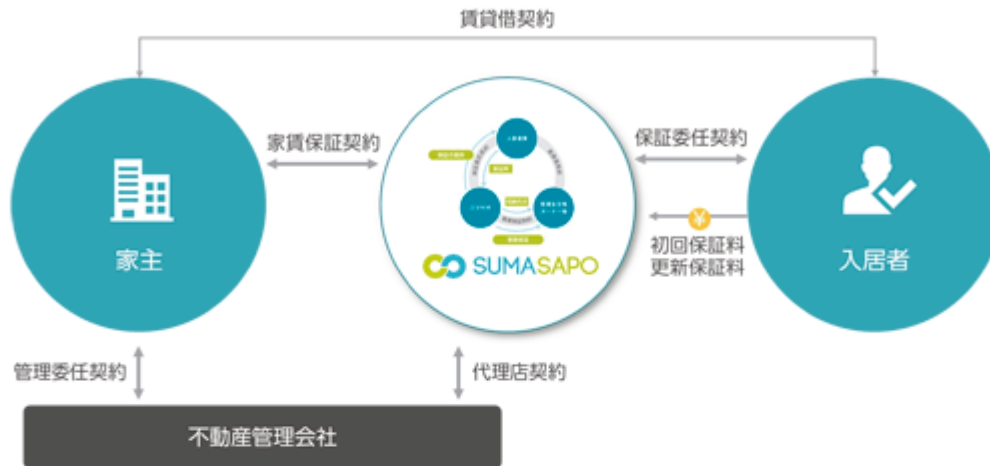 賃貸借契約
家賃保証契約
保証委任契約
家主
SUMASAPO
初回保証料
更新保証料
入居者
管理委任契約
代理店契約
不動産管理会社